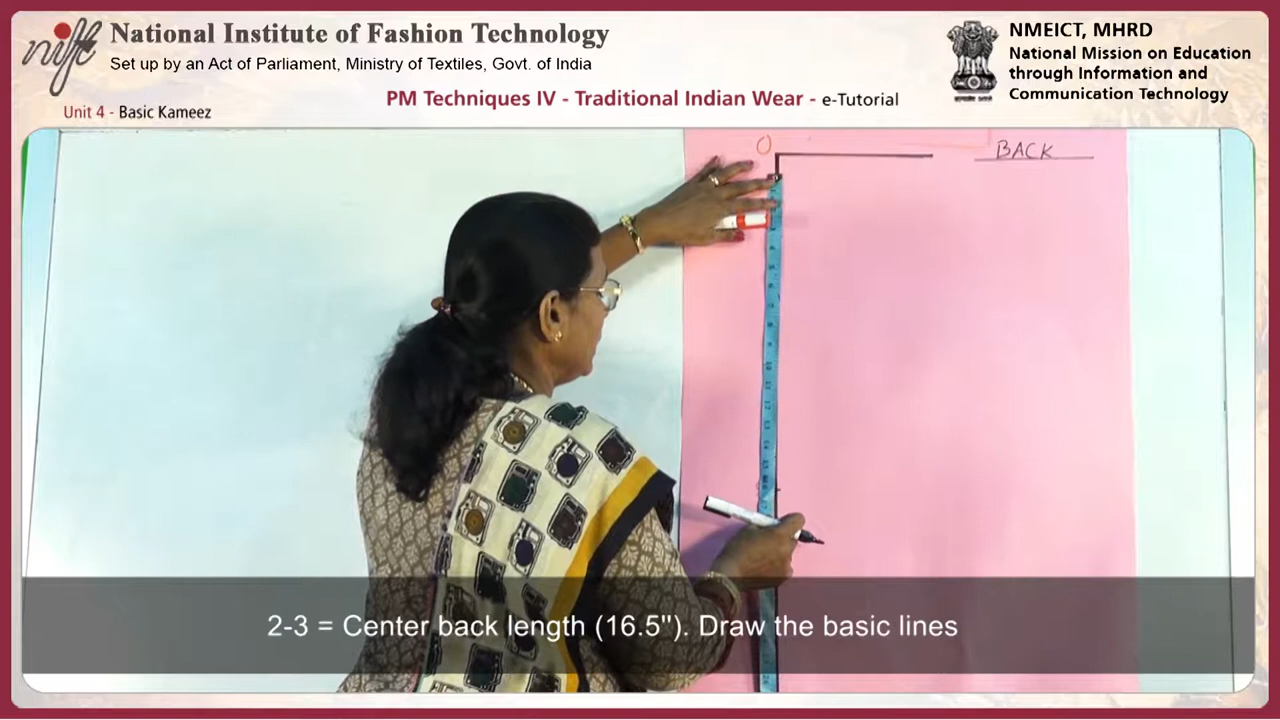 nift
National Institute of Fashion Technology
Set up by an Act of Parliament, Ministry of Textiles, Govt. of India
NMEICT, MHRD
National Mission on Education
through Information and
Communication Technology
PM Techniques IV - Traditional Indian Wear - e-Tutorial
Unit 4 - Basic Kameez
0
BACK
2-3 = Center back length (16.5"). Draw the basic lines